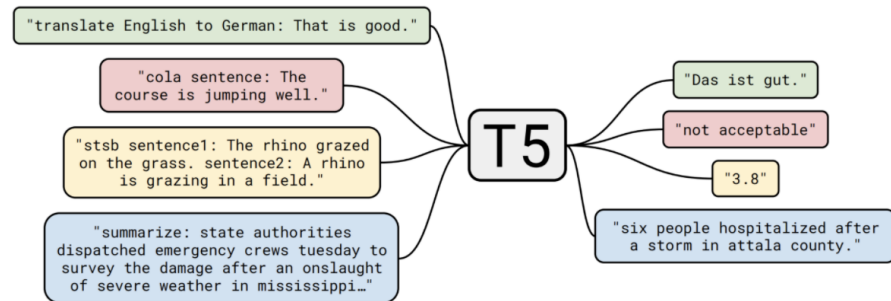 "translate English to German: That is good."
"cola sentence: The
course is jumping well."
"stsb sentence1: The rhino grazed
on the grass. sentence2: A rhino
is grazing in a field."
"summarize: state authorities
dispatched emergency crews tuesday to
survey the damage after an onslaught
of severe weather in mississippi…"
T5
"Das ist gut."
"not acceptable"
"3.8"
"six people hospitalized after
a storm in attala county."